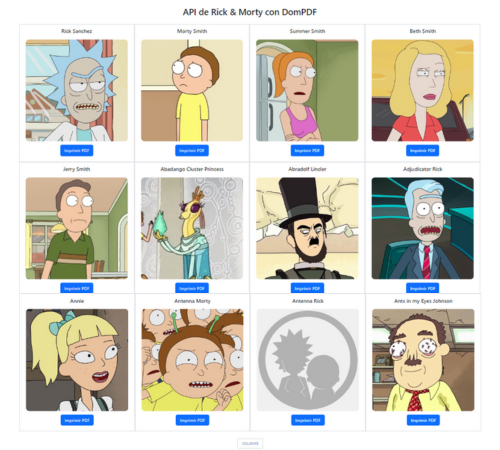 API de Rick & Morty con DomPDF
Rick Sanchez
Morty Smith
Summer Smith
Beth Smith
Imprimir PDF
Imprimir PDF
Imprimir PDF
Imprimir PDF
Jerry Smith
Abadango Cluster Princess
Abradolf Lincler
Adjudicator Rick
Imprimir PDF
Imprimir PDF
Imprimir PDF
Imprimir PDF
Annie
Antenna Morty
Antenna Rick
Ants in my Eyes Johnson
Imprimir PDF
Imprimir PDF
Imprimir PDF
Imprimir PDF